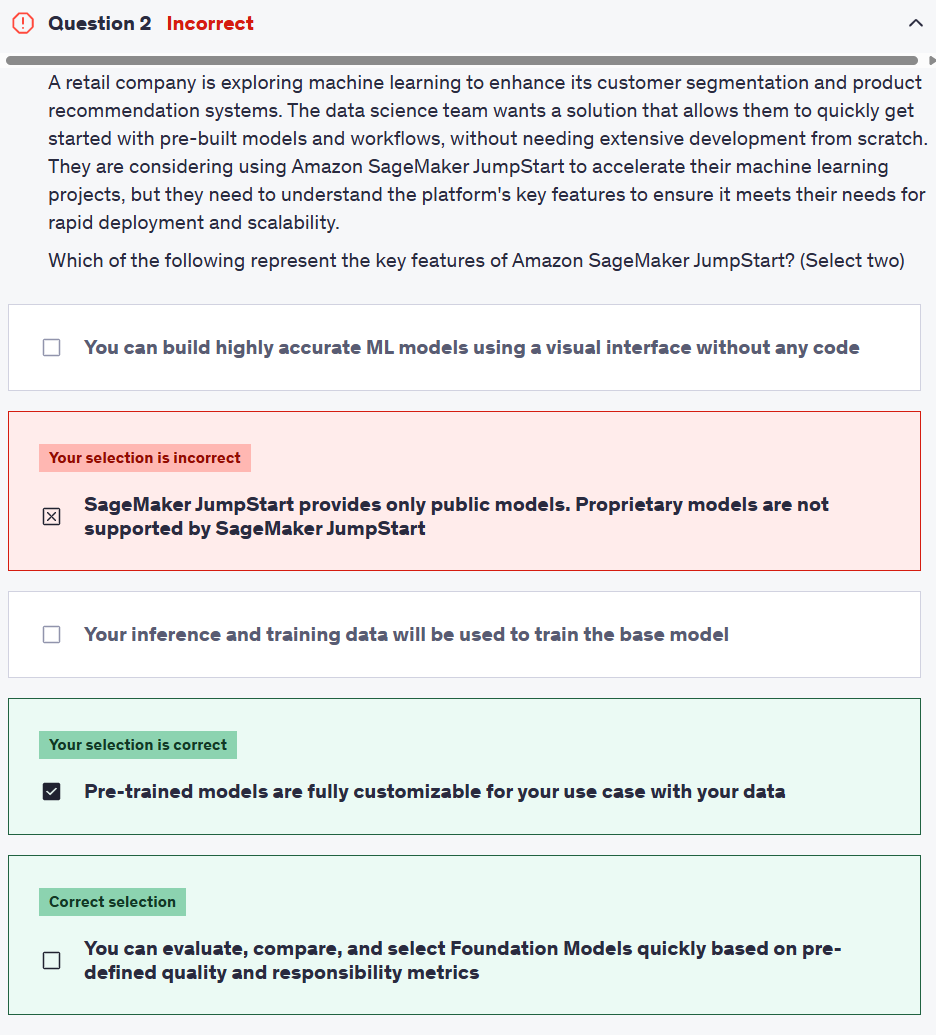 Question 2 Incorrect
A retail company is exploring machine learning to enhance its customer segmentation and product
recommendation systems. The data science team wants a solution that allows them to quickly get
started with pre-built models and workflows, without needing extensive development from scratch.
They are considering using Amazon SageMaker JumpStart to accelerate their machine learning
projects, but they need to understand the platform's key features to ensure it meets their needs for
rapid deployment and scalability.
Which of the following represent the key features of Amazon SageMaker JumpStart? (Select two)
You can build highly accurate ML models using a visual interface without any code
Your selection is incorrect
SageMaker JumpStart provides only public models. Proprietary models are not
supported by SageMaker JumpStart
Your inference and training data will be used to train the base model
Your selection is correct
Pre-trained models are fully customizable for your use case with your data
Correct selection
You can evaluate, compare, and select Foundation Models quickly based on pre-
defined quality and responsibility metrics